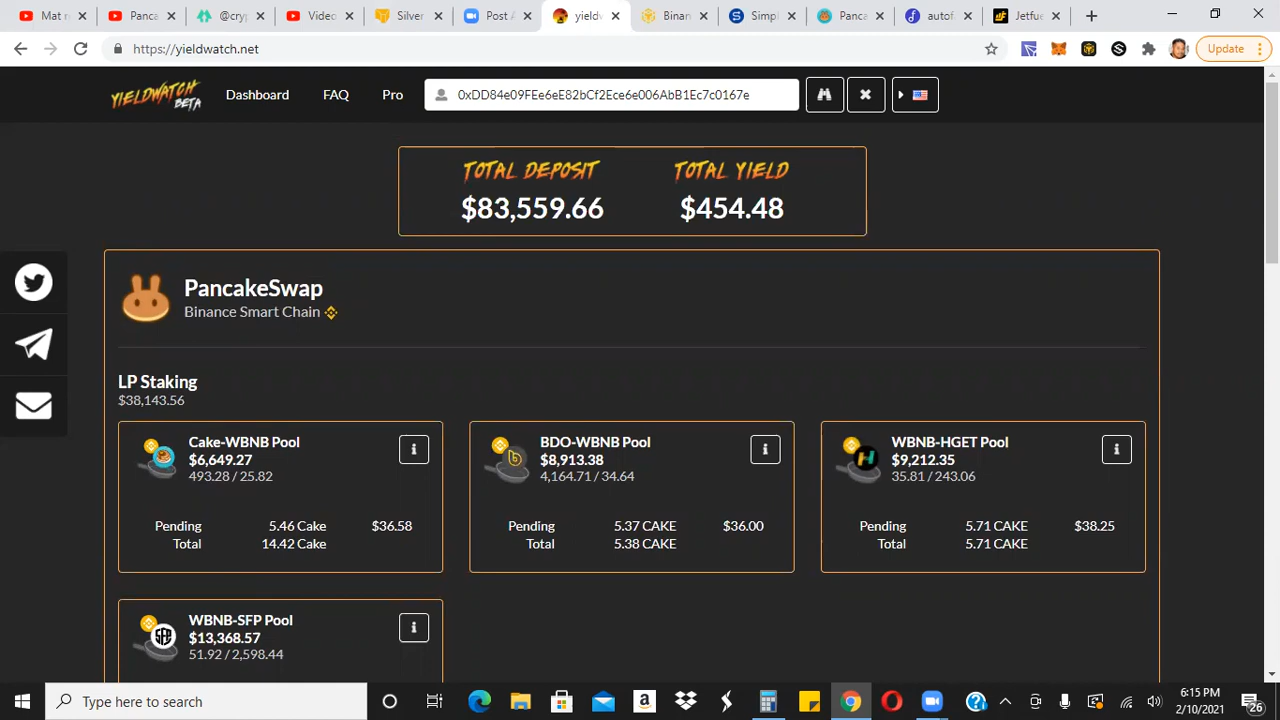 Mat r
Panca
@cryp
Video
Silver
Post A
yieldw
Binan
Simpl
Panca
autof
Jetfue
https://yieldwatch.net
Update
YIELDWATCH
BETA
Dashboard
FAQ
Pro
0xDD84e09FEe6eE82bCf2Ece6e006AbB1Ec7c0167e
TOTAL DEPOSIT
TOTAL YIELD
$83,559.66
$454.48
PancakeSwap
Binance Smart Chain
LP Staking
$38,143.56
Cake-WBNB Pool
$6,649.27
493.28 / 25.82
Pending 5.46 Cake $36.58
Total 14.42 Cake
BDO-WBNB Pool
$8,913.38
4,164.71 / 34.64
Pending 5.37 CAKE $36.00
Total 5.38 CAKE
WBNB-HGET Pool
$9,212.35
35.81 / 243.06
Pending 5.71 CAKE $38.25
Total 5.71 CAKE
WBNB-SFP Pool
$13,368.57
51.92 / 2,598.44
Type here to search
6:15 PM
2/10/2021
26